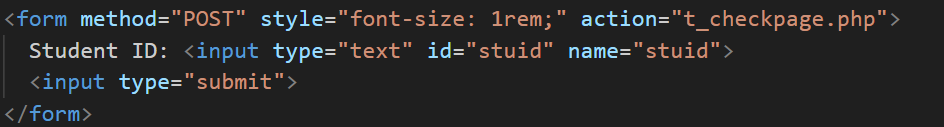 <form method="POST" style="font-size: 1rem;" action="t_checkpage.php">
Student ID: <input type="text" id="stuid" name="stuid">
<input type="submit">
</form>